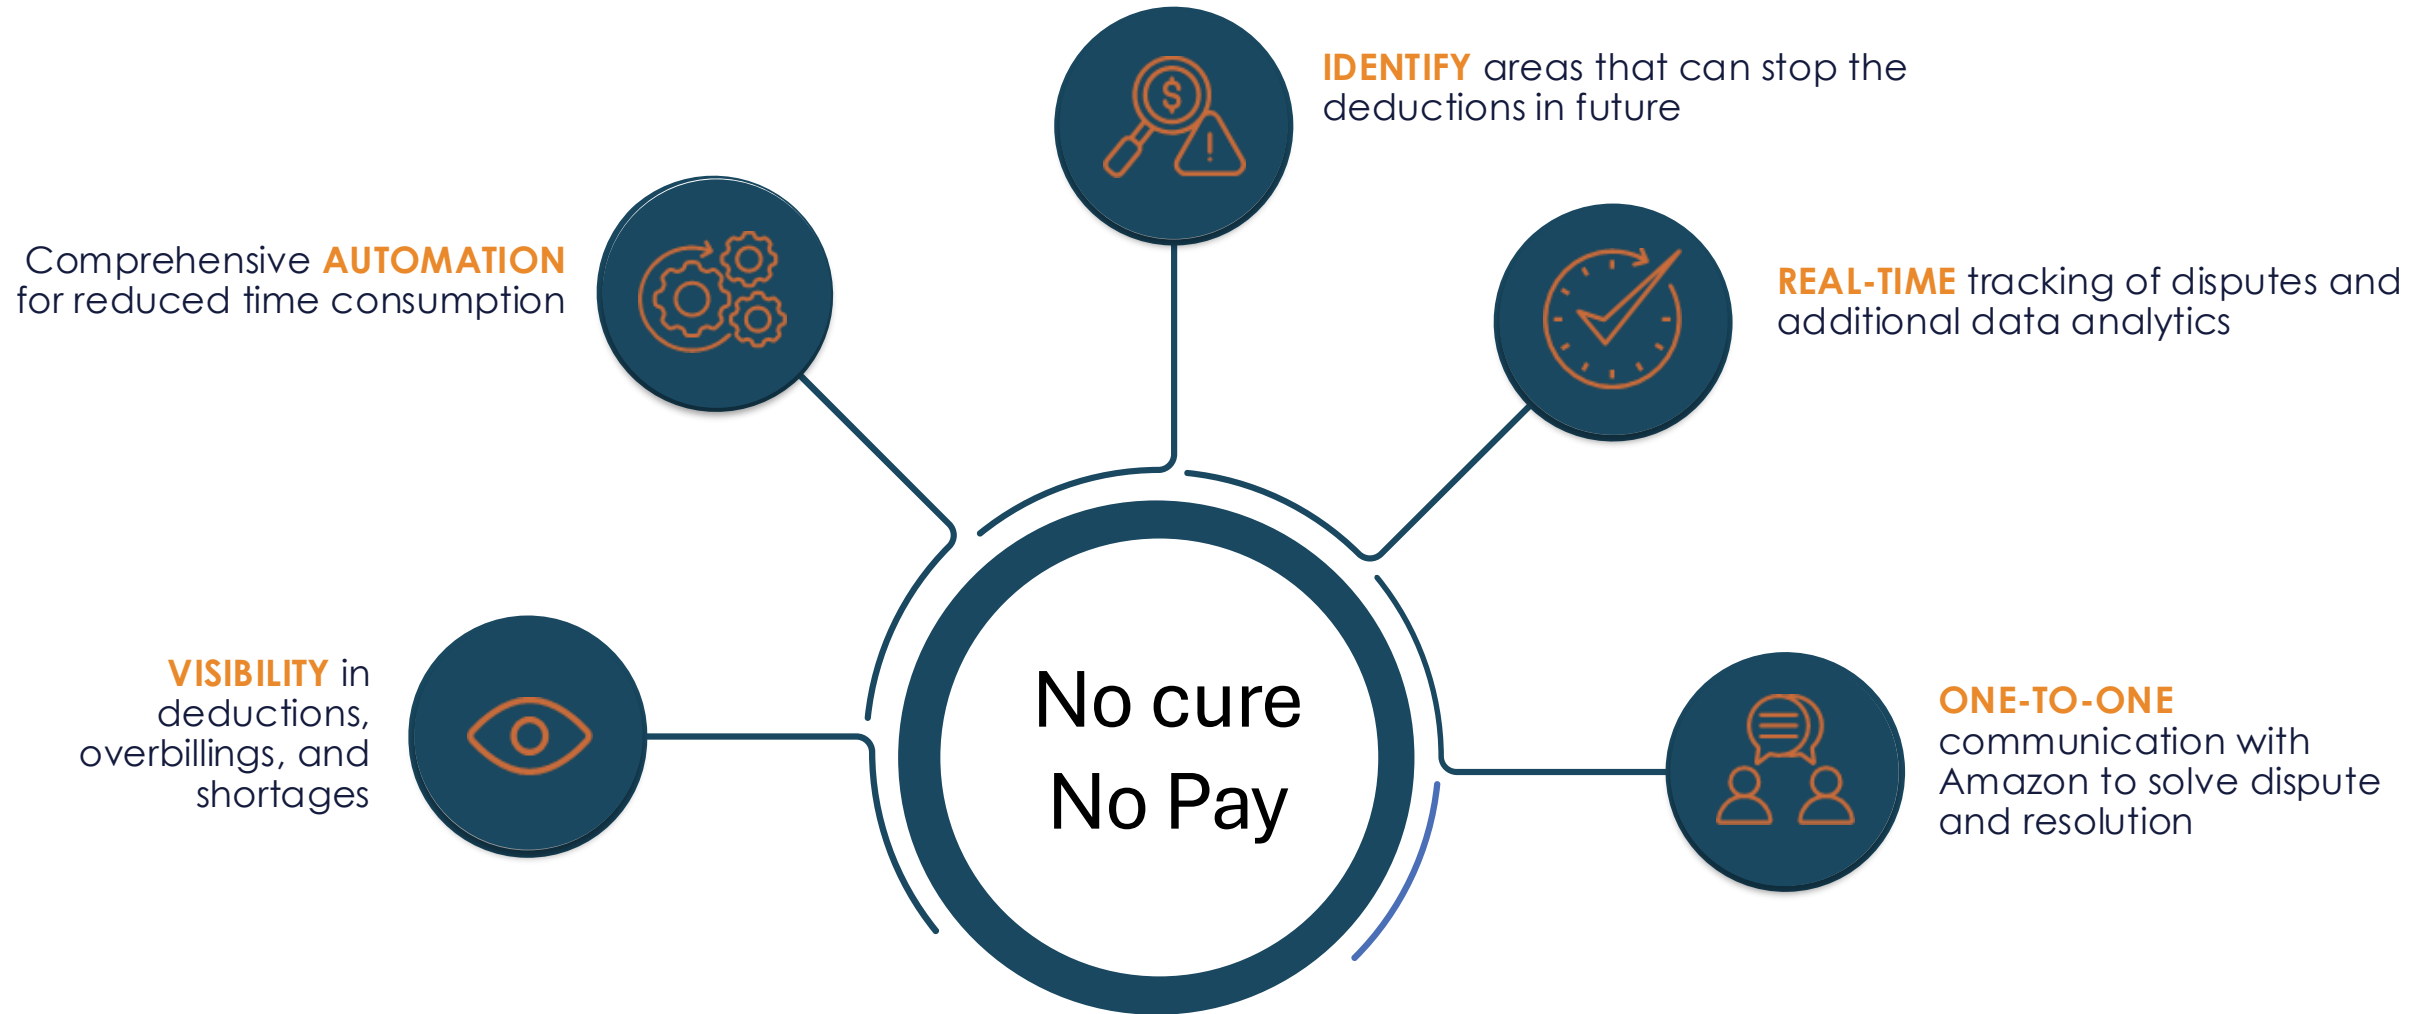 IDENTIFY areas that can stop the
deductions in future
Comprehensive AUTOMATION
for reduced time consumption
REAL-TIME tracking of disputes and
additional data analytics
VISIBILITY in
deductions,
overbillings, and
shortages
No cure
No Pay
ONE-TO-ONE
communication with
Amazon to solve dispute
and resolution